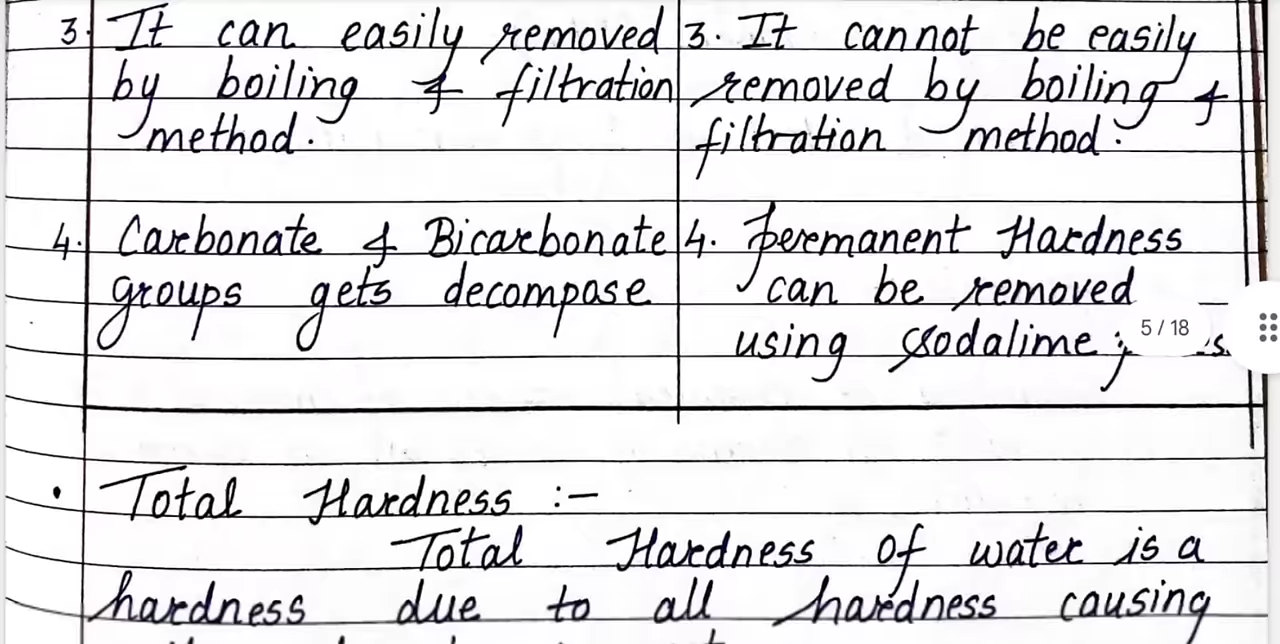 3. It can easily removed
by boiling & filtration
method.
3. It cannot be easily
removed by boiling &
filtration method.
4. Carbonate & Bicarbonate
groups gets decompose
4. Permanent Hardness
can be removed
using sodalime
5 / 18
• Total Hardness :-
Total Hardness of water is a
hardness due to all hardness causing